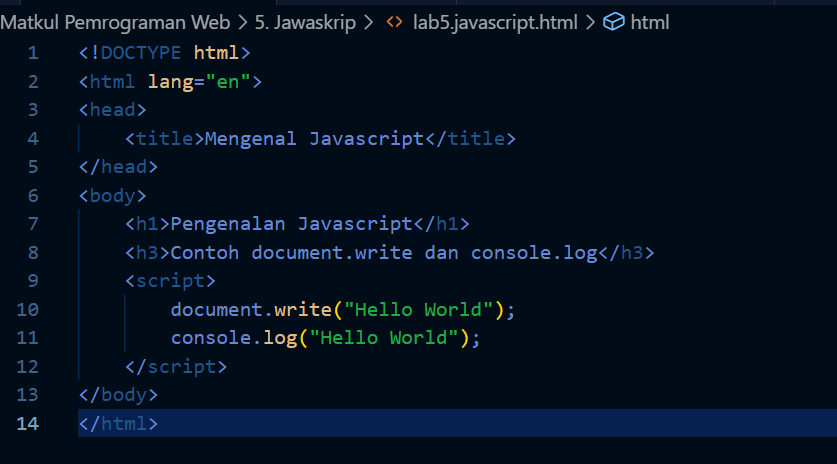 Matkul Pemrograman Web > 5. Jawaskrip > <> lab5.javascript.html > html
1 <!DOCTYPE html>
2 <html lang="en">
3 <head>
4     <title>Mengenal Javascript</title>
5 </head>
6 <body>
7     <h1>Pengenalan Javascript</h1>
8     <h3>Contoh document.write dan console.log</h3>
9     <script>
10         document.write("Hello World");
11         console.log("Hello World");
12     </script>
13 </body>
14 </html>